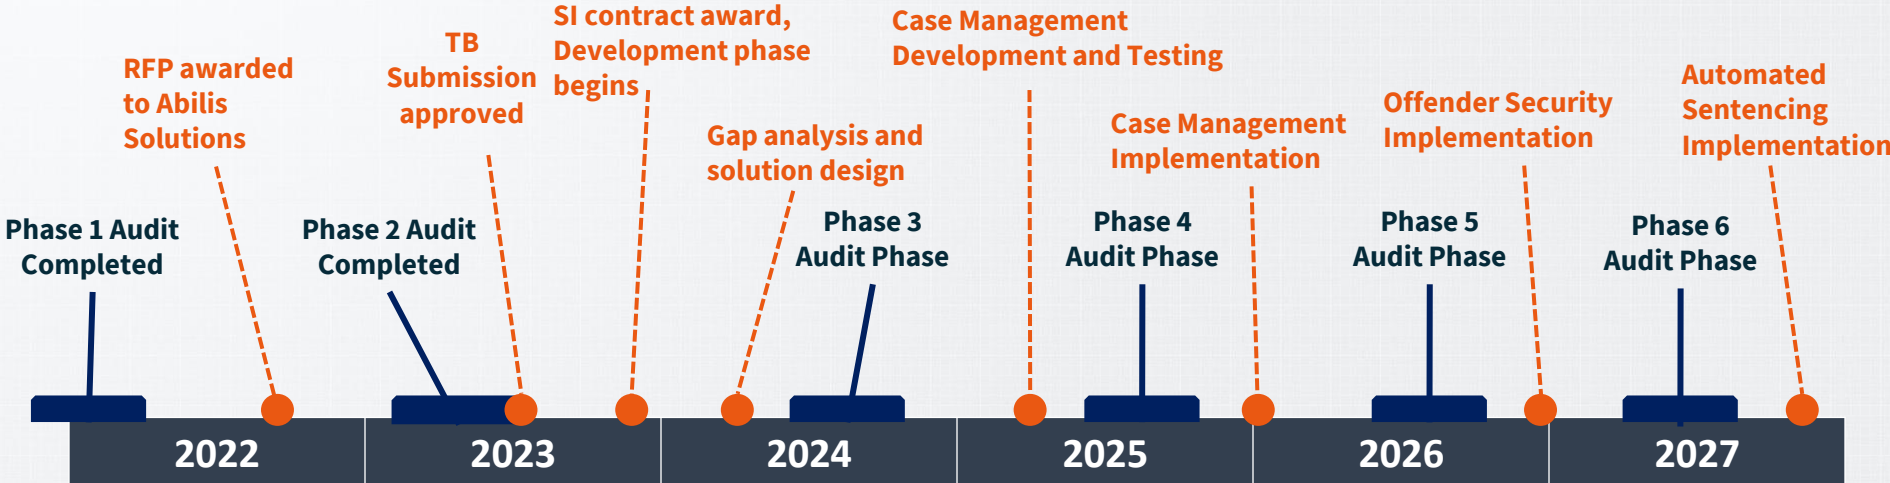 RFP awarded
to Abilis
Solutions
TB
Submission
approved
SI contract award,
Development phase
begins
Gap analysis and
solution design
Case Management
Development and Testing
Case Management
Implementation
Offender Security
Implementation
Automated
Sentencing
Implementation
Phase 1 Audit
Completed
Phase 2 Audit
Completed
Phase 3
Audit Phase
Phase 4
Audit Phase
Phase 5
Audit Phase
Phase 6
Audit Phase
2022
2023
2024
2025
2026
2027